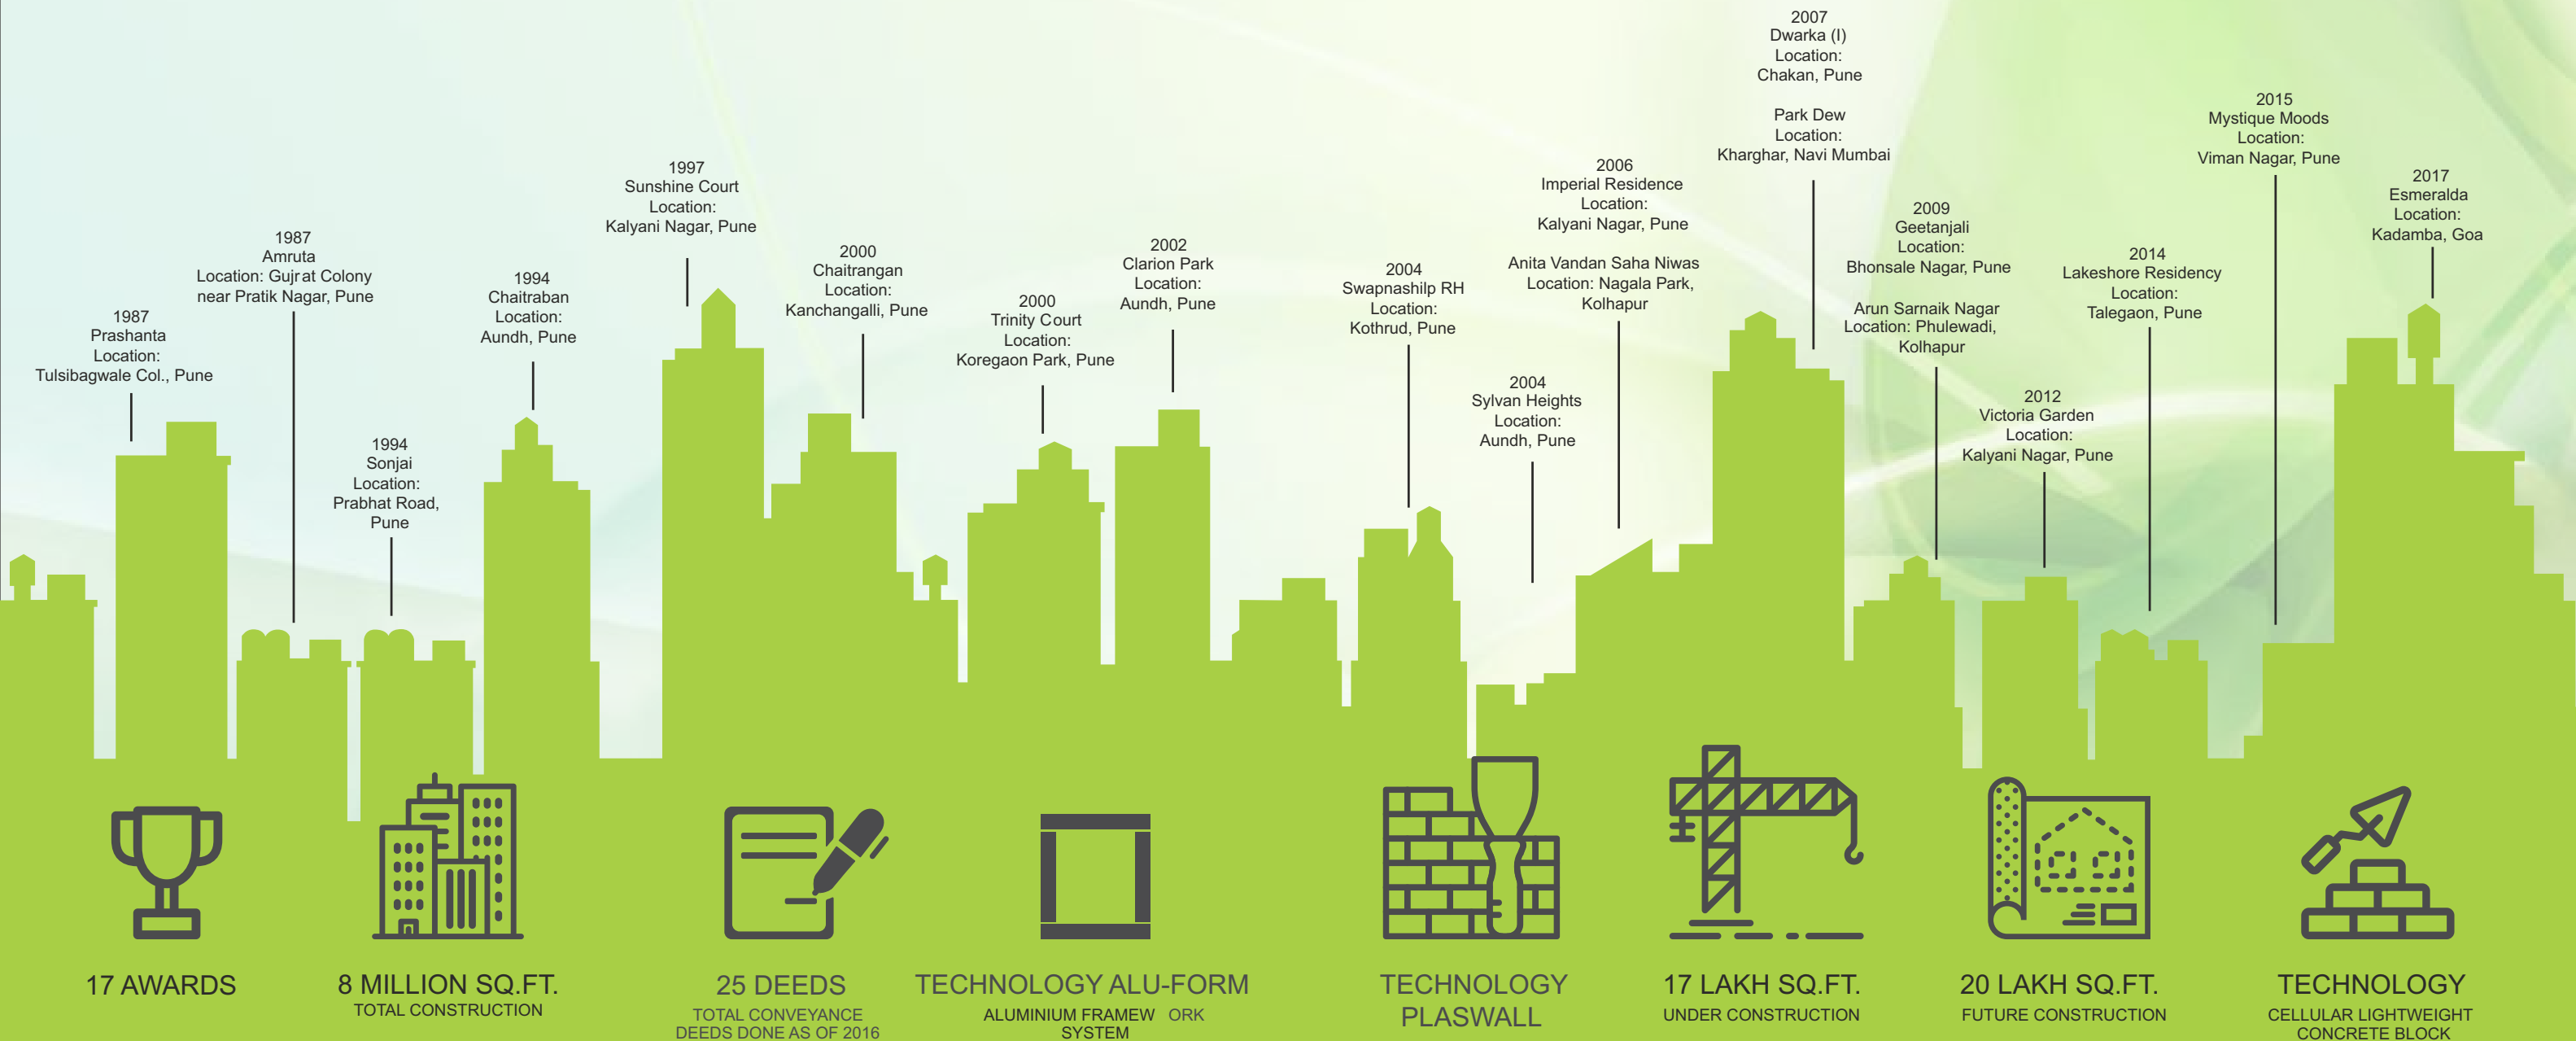 1987
Prashanta
Location:
Tulsibagwale Col., Pune
1987
Amruta
Location: Gujrat Colony
near Pratik Nagar, Pune
1994
Sonjai
Location:
Prabhat Road,
Pune
1994
Chaitraban
Location:
Aundh, Pune
1997
Sunshine Court
Location:
Kalyani Nagar, Pune
2000
Chaitrangan
Location:
Kanchangalli, Pune
2000
Trinity Court
Location:
Koregaon Park, Pune
2002
Clarion Park
Location:
Aundh, Pune
2004
Swapnashilp RH
Location:
Kothrud, Pune
2004
Sylvan Heights
Location:
Aundh, Pune
2006
Imperial Residence
Location:
Kalyani Nagar, Pune
Anita Vandan Saha Niwas
Location: Nagala Park,
Kolhapur
2007
Dwarka (I)
Location:
Chakan, Pune
Park Dew
Location:
Kharghar, Navi Mumbai
2009
Geetanjali
Location:
Bhonsale Nagar, Pune
Arun Sarnaik Nagar
Location: Phulewadi,
Kolhapur
2012
Victoria Garden
Location:
Kalyani Nagar, Pune
2014
Lakeshore Residency
Location:
Talegaon, Pune
2015
Mystique Moods
Location:
Viman Nagar, Pune
2017
Esmeralda
Location:
Kadamba, Goa
17 AWARDS
8 MILLION SQ.FT.
TOTAL CONSTRUCTION
25 DEEDS
TOTAL CONVEYANCE
DEEDS DONE AS OF 2016
TECHNOLOGY ALU-FORM
ALUMINIUM FRAMEW ORK
SYSTEM
TECHNOLOGY
PLASWALL
17 LAKH SQ.FT.
UNDER CONSTRUCTION
20 LAKH SQ.FT.
FUTURE CONSTRUCTION
TECHNOLOGY
CELLULAR LIGHTWEIGHT
CONCRETE BLOCK